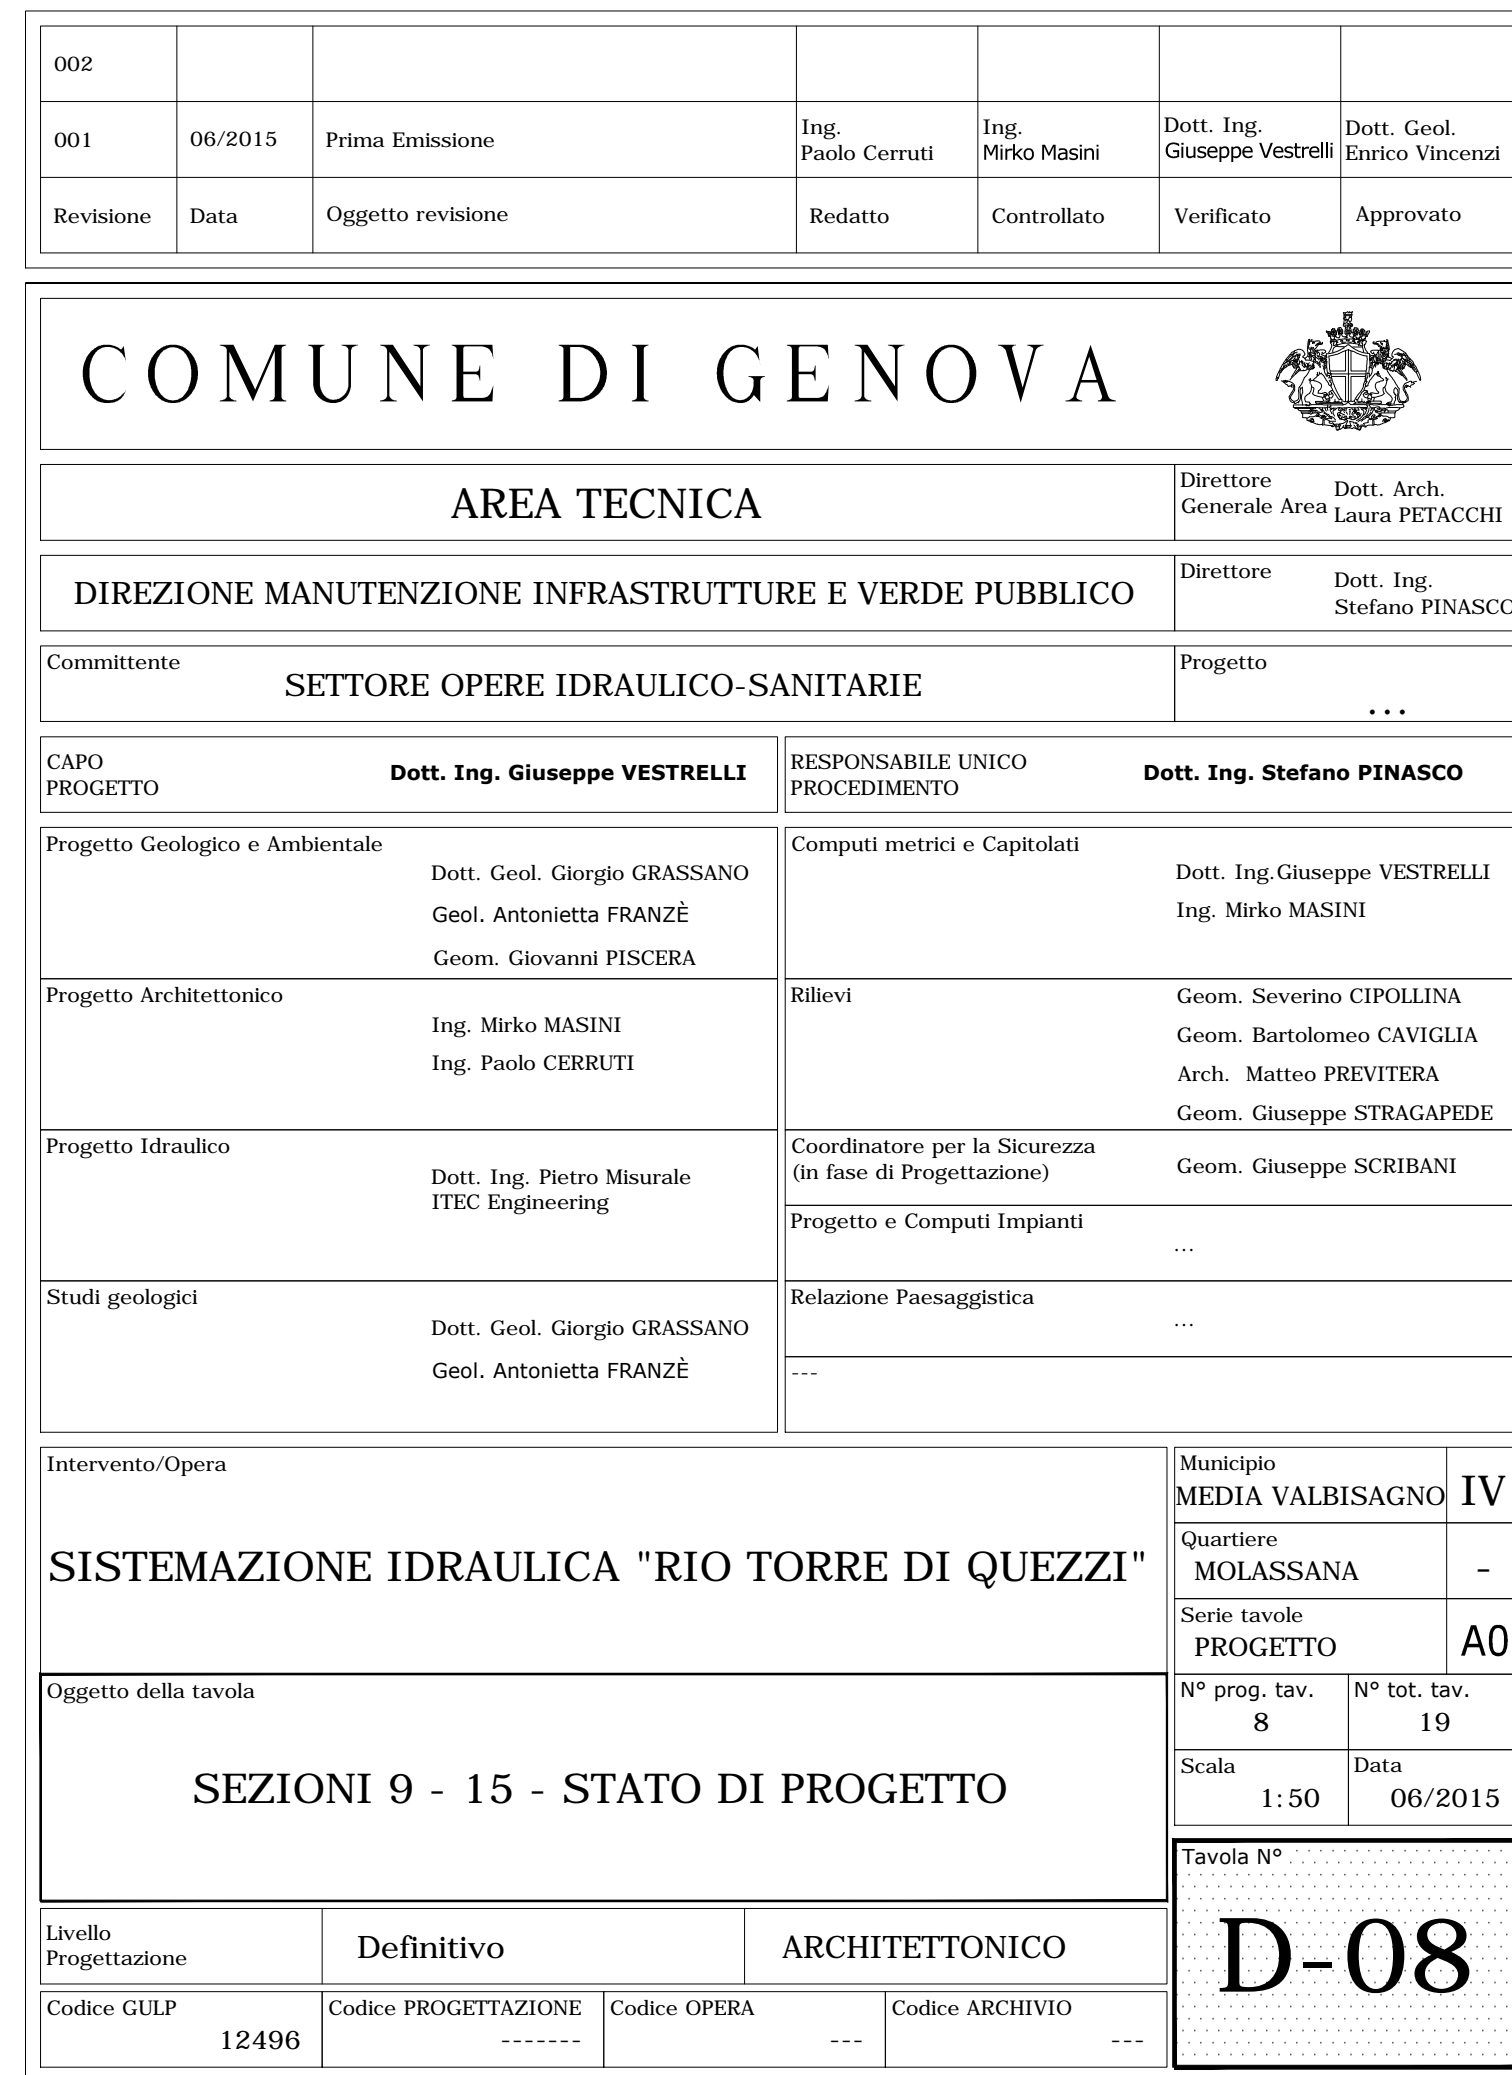 002
001 06/2015 Prima Emissione Ing. Paolo Cerruti Ing. Mirko Masini Dott. Ing. Giuseppe Vestrelli Dott. Geol. Enrico Vincenzi
Revisione Data Oggetto revisione Redatto Controllato Verificato Approvato
COMUNE DI GENOVA
AREA TECNICA
Direttore Generale Area
Dott. Arch. Laura PETACCHI
DIREZIONE MANUTENZIONE INFRASTRUTTURE E VERDE PUBBLICO
Direttore
Dott. Ing.
Stefano PINASCO
Committente
SETTORE OPERE IDRAULICO-SANITARIE
Progetto
...
CAPO
PROGETTO
Dott. Ing. Giuseppe VESTRELLI
RESPONSABILE UNICO
PROCEDIMENTO
Dott. Ing. Stefano PINASCO
Progetto Geologico e Ambientale
Dott. Geol. Giorgio GRASSANO
Geol. Antonietta FRANZÈ
Geom. Giovanni PISCERA
Computi metrici e Capitolati
Dott. Ing.Giuseppe VESTRELLI
Ing. Mirko MASINI
Progetto Architettonico
Ing. Mirko MASINI
Ing. Paolo CERRUTI
Rilievi
Geom. Severino CIPOLLINA
Geom. Bartolomeo CAVIGLIA
Arch. Matteo PREVITERA
Geom. Giuseppe STRAGAPEDE
Progetto Idraulico
Dott. Ing. Pietro Misurale
ITEC Engineering
Coordinatore per la Sicurezza
(in fase di Progettazione)
Geom. Giuseppe SCRIBANI
Progetto e Computi Impianti
...
Studi geologici
Dott. Geol. Giorgio GRASSANO
Geol. Antonietta FRANZÈ
Relazione Paesaggistica
...
---
Intervento/Opera
SISTEMAZIONE IDRAULICA "RIO TORRE DI QUEZZI"
Municipio
MEDIA VALBISAGNO IV
Quartiere
MOLASSANA -
Serie tavole
PROGETTO A0
Oggetto della tavola
SEZIONI 9 - 15 - STATO DI PROGETTO
N° prog. tav.
8
N° tot. tav.
19
Scala
1:50
Data
06/2015
Tavola N°
D-08
Livello
Progettazione
Definitivo
ARCHITETTONICO
Codice GULP
12496
Codice PROGETTAZIONE
-------
Codice OPERA
---
Codice ARCHIVIO
---